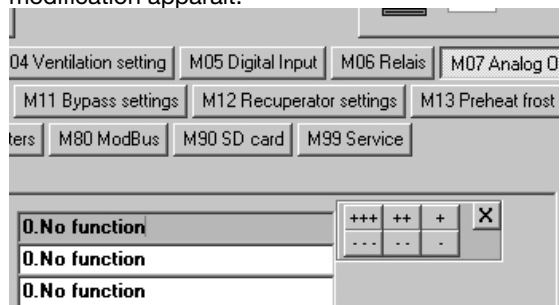 modification apparait.
04 Ventilation setting M05 Digital Input M06 Relais M07 Analog O
M11 Bypass settings M12 Recuperator settings M13 Preheat frost
ters M80 ModBus M90 SD card M99 Service
0.No function +++ ++ + X
--- -- -
0.No function
0.No function